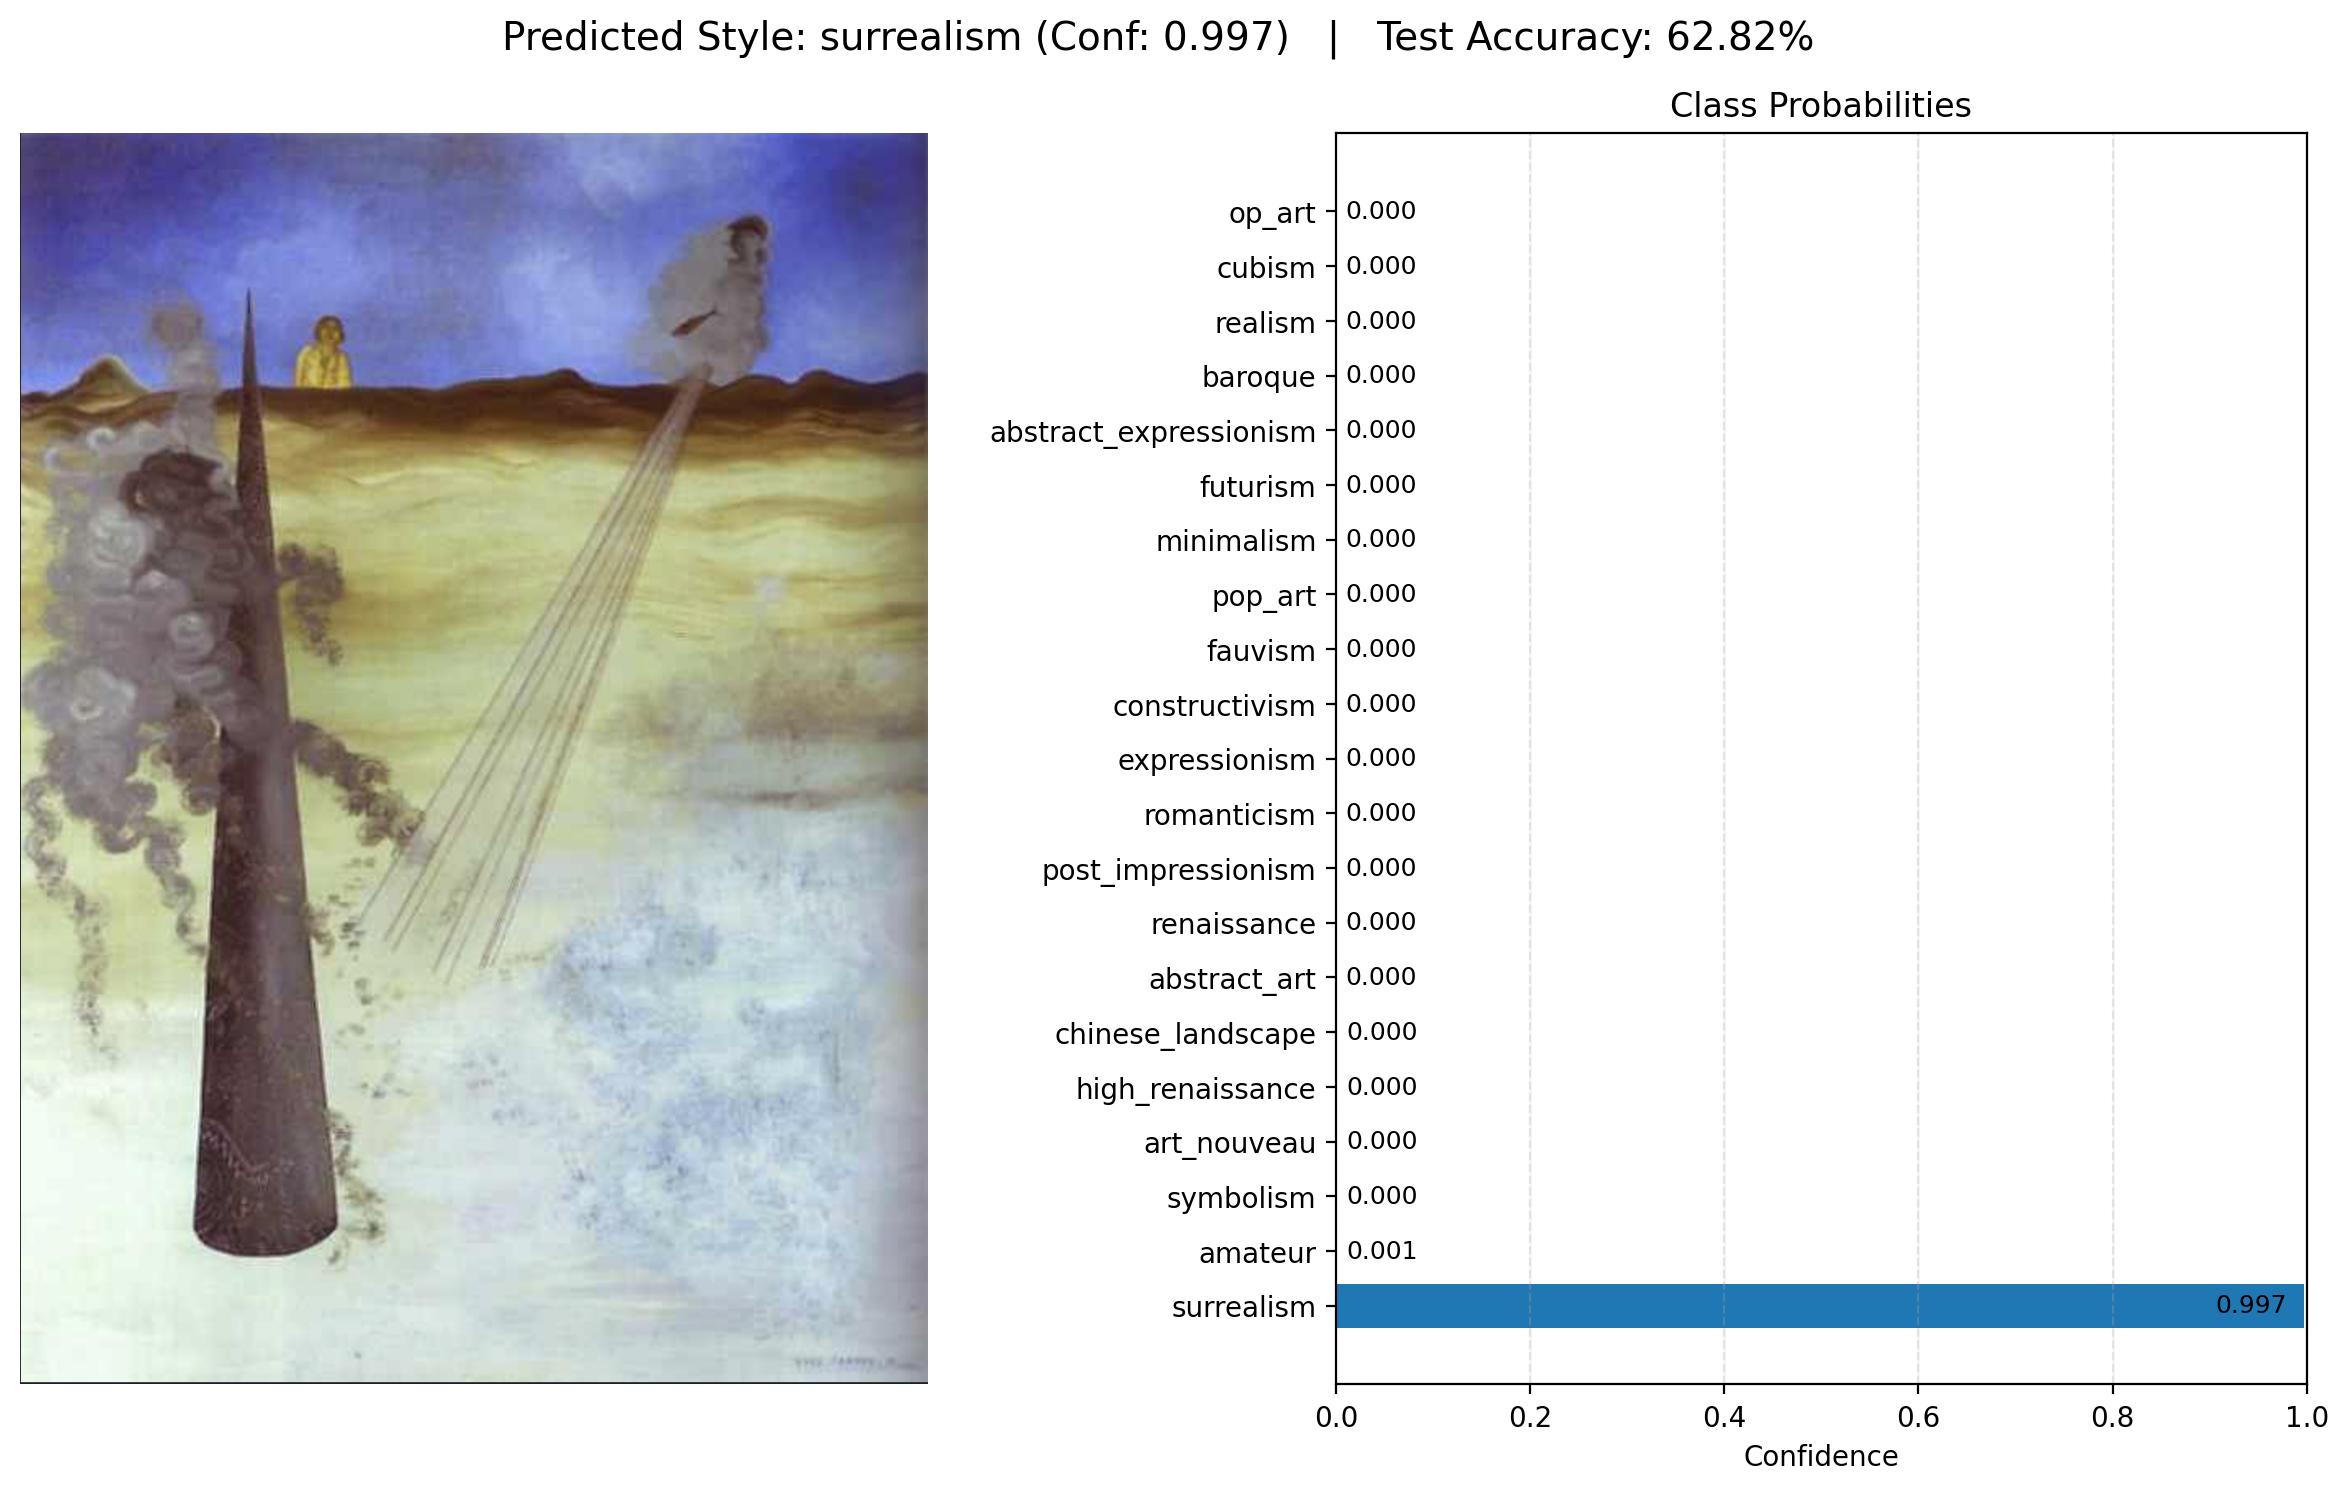 Predicted Style: surrealism (Conf: 0.997)   |   Test Accuracy: 62.82%
Class Probabilities
op_art 0.000
cubism 0.000
realism 0.000
baroque 0.000
abstract_expressionism 0.000
futurism 0.000
minimalism 0.000
pop_art 0.000
fauvism 0.000
constructivism 0.000
expressionism 0.000
romanticism 0.000
post_impressionism 0.000
renaissance 0.000
abstract_art 0.000
chinese_landscape 0.000
high_renaissance 0.000
art_nouveau 0.000
symbolism 0.000
amateur 0.001
surrealism 0.997
0.0 0.2 0.4 0.6 0.8 1.0
Confidence